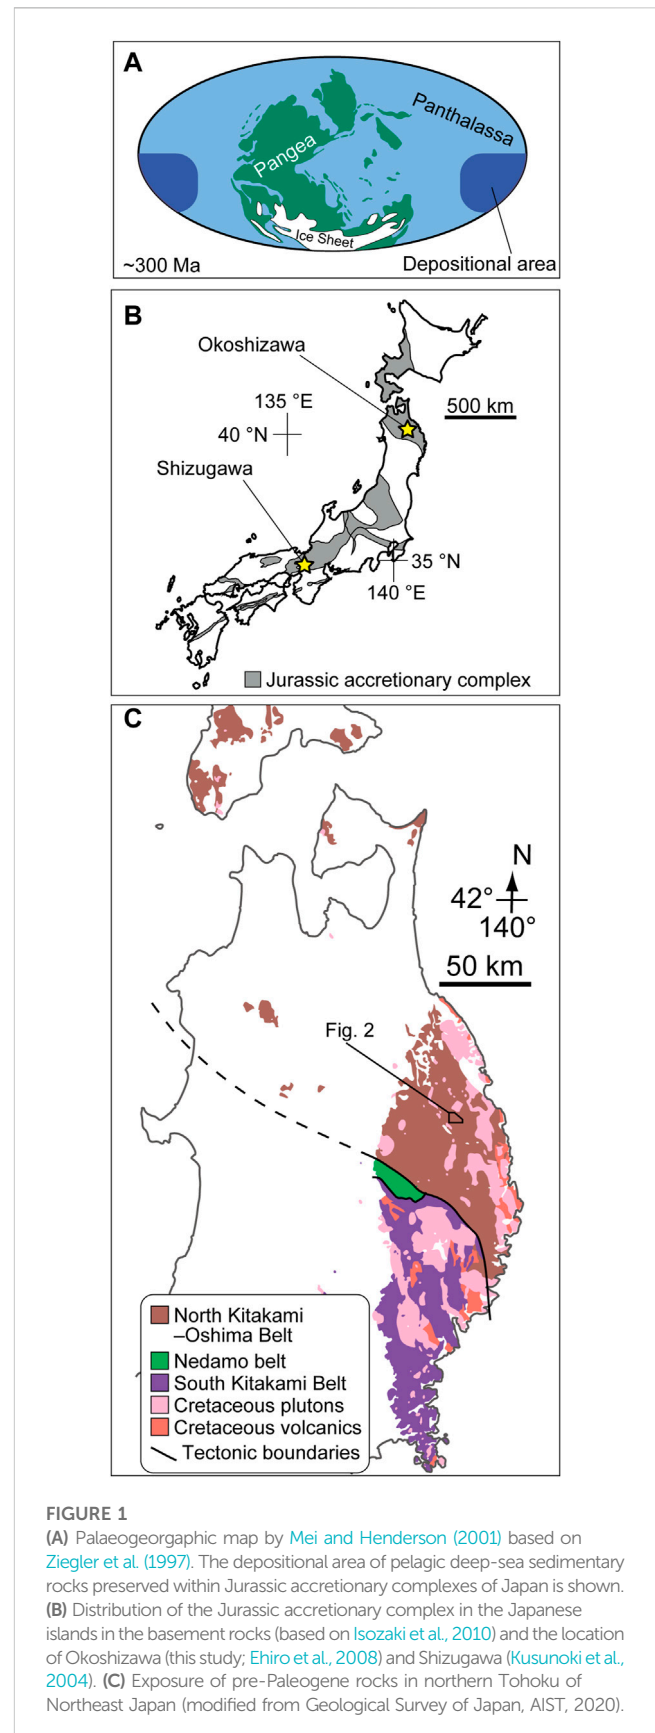 A
Panthalassa
Pangea
Ice Sheet
~300 Ma
Depositional area
B
Okoshizawa
135 °E
500 km
40 °N
Shizugawa
35 °N
140 °E
Jurassic accretionary complex
C
N
42°
140°
50 km
Fig. 2
North Kitakami
–Oshima Belt
Nedamo belt
South Kitakami Belt
Cretaceous plutons
Cretaceous volcanics
Tectonic boundaries
FIGURE 1
(A) Palaeogeorgaphic map by Mei and Henderson (2001) based on
Ziegler et al. (1997). The depositional area of pelagic deep-sea sedimentary
rocks preserved within Jurassic accretionary complexes of Japan is shown.
(B) Distribution of the Jurassic accretionary complex in the Japanese
islands in the basement rocks (based on Isozaki et al., 2010) and the location
of Okoshizawa (this study; Ehiro et al., 2008) and Shizugawa (Kusunoki et al.,
2004). (C) Exposure of pre-Paleogene rocks in northern Tohoku of
Northeast Japan (modified from Geological Survey of Japan, AIST, 2020).